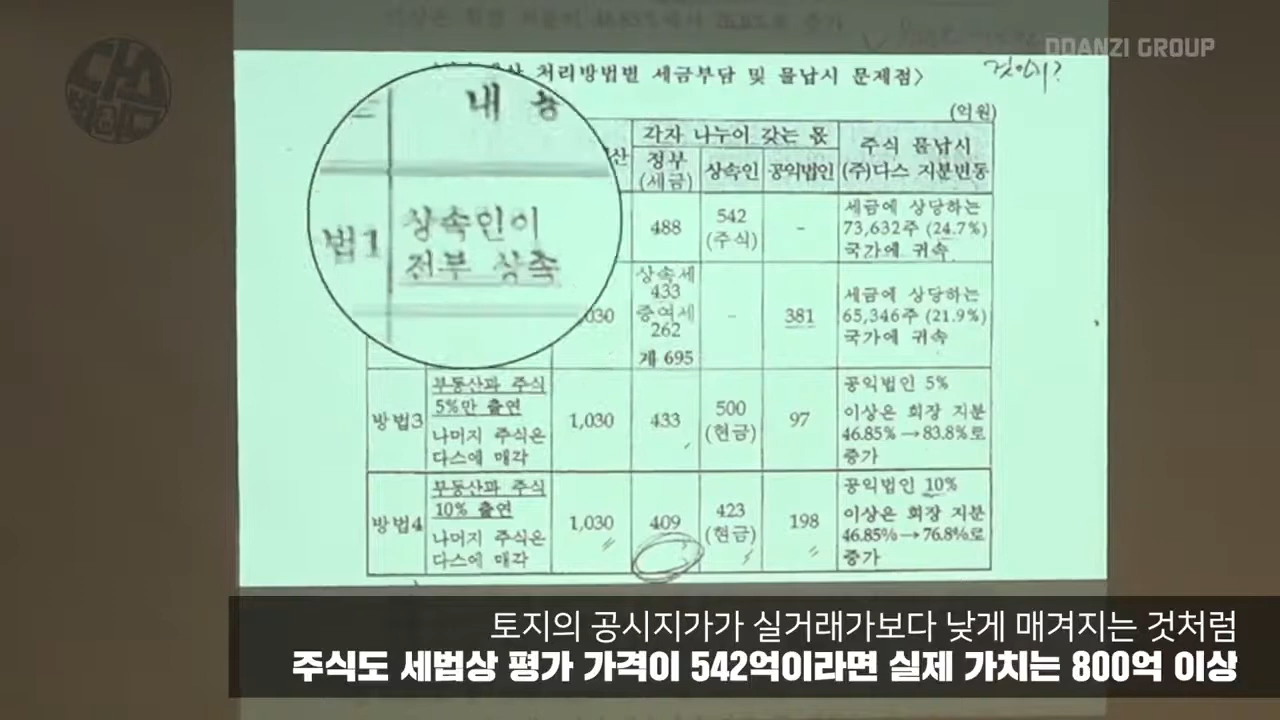 DDANZI GROUP
처리방법별 세금부담 및 물납시 문제점>
것인지?
(억원)
내 용
각자 나누어 갖는 몫
주식 물납시
(주)다스 지분변동
정부
(세금)
상속인
공익법인
법1
상속인이
전부 상속
488
542
(주식)
-
세금에 상당하는
73,632주 (24.7%)
국가에 귀속
상속세
433
증여세
262
계 695
-
381
세금에 상당하는
65,346주 (21.9%)
국가에 귀속
방법3
부동산과 주식
5%만 출연
나머지 주식은
다스에 매각
1,030
433
500
(현금)
97
공익법인 5%
이상은 회장 지분
46.85% → 83.8%로
증가
방법4
부동산과 주식
10% 출연
나머지 주식은
다스에 매각
1,030
409
423
(현금)
198
공익법인 10%
이상은 회장 지분
46.85% → 76.8%로
증가
토지의 공시지가가 실거래가보다 낮게 매겨지는 것처럼
주식도 세법상 평가 가격이 542억이라면 실제 가치는 800억 이상